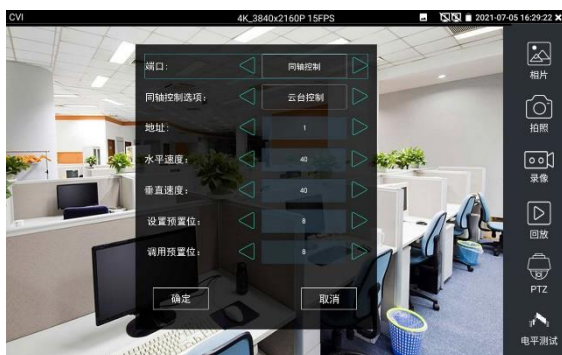 CVI 4K_3840x2160P 15FPS 2021-07-05 16:29:22
端口： 同轴控制
同轴控制选项： 云台控制
地址： 1
水平速度： 40
垂直速度： 40
设置预置位： 8
调用预置位： 8
确定 取消
相片
拍照
录像
回放
PTZ
电平测试